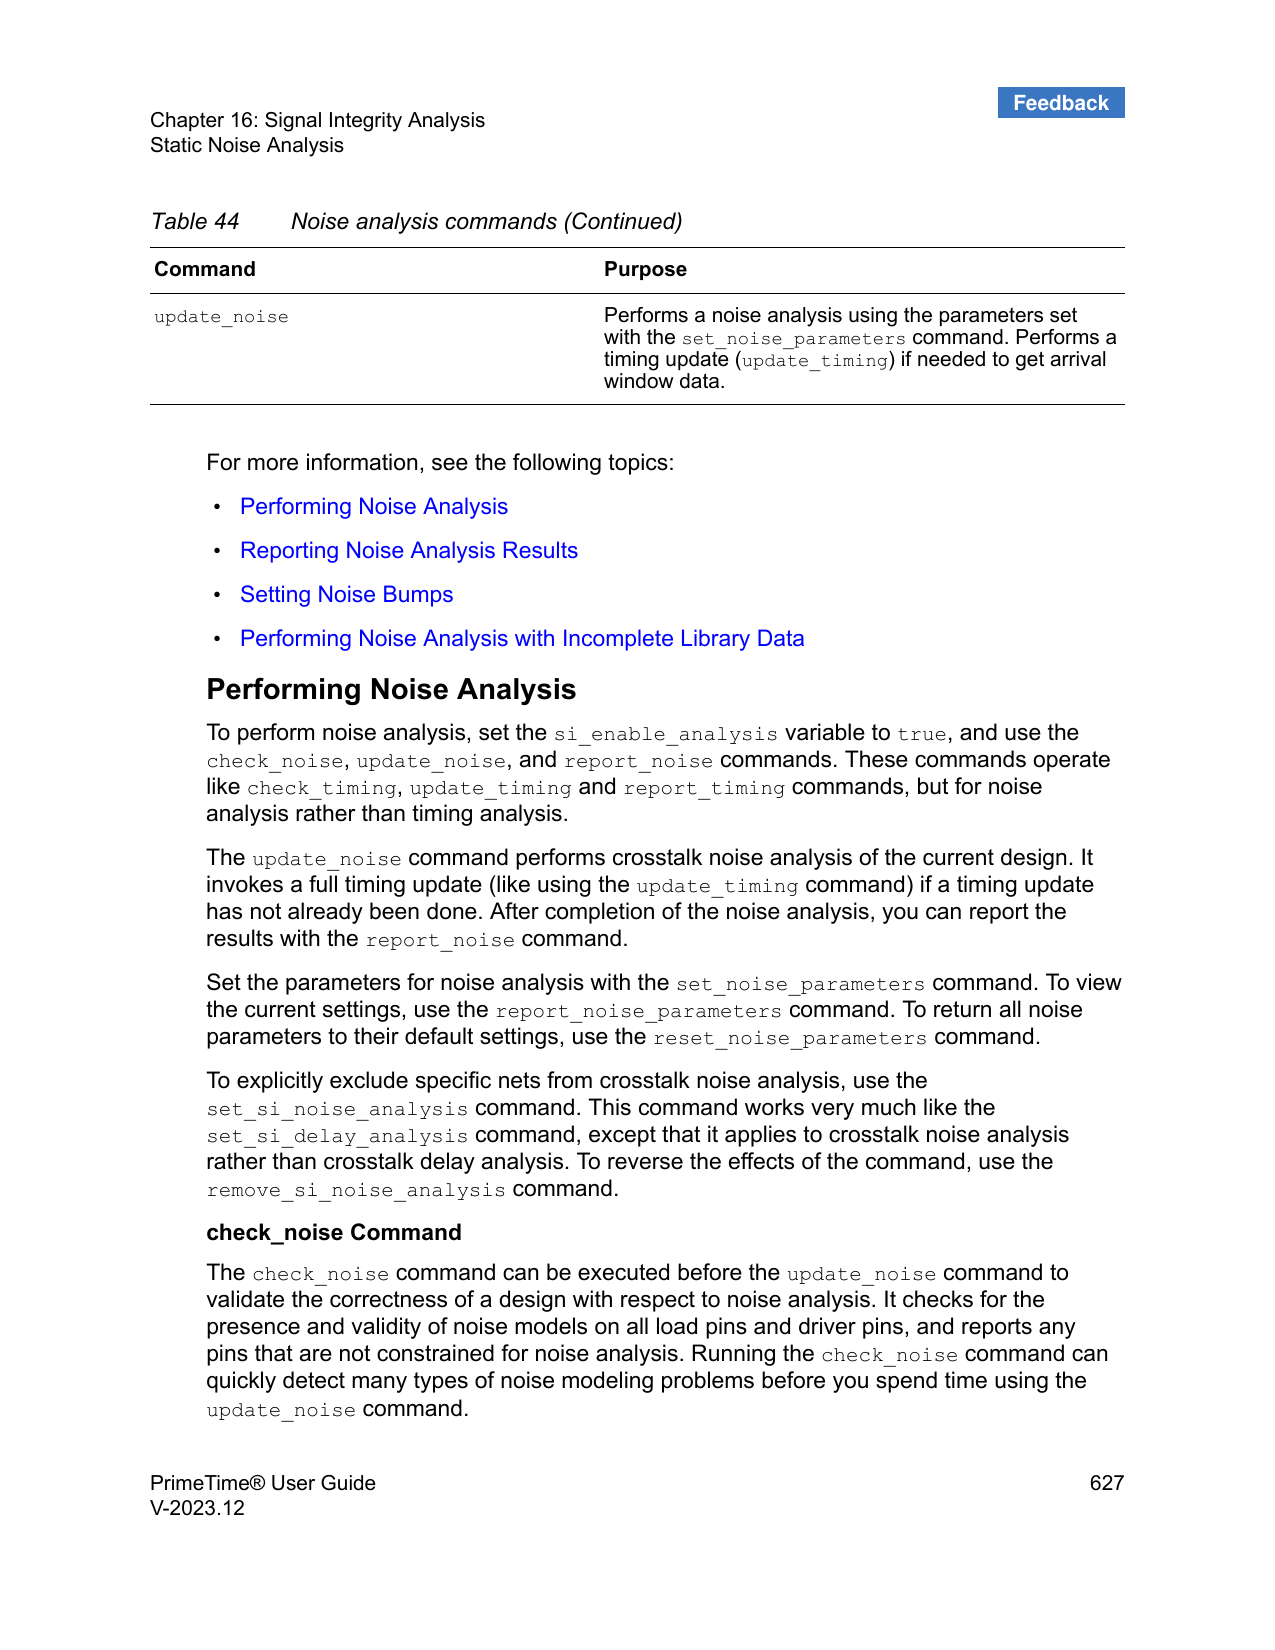 Feedback
Chapter 16: Signal Integrity Analysis
Static Noise Analysis
Table 44 Noise analysis commands (Continued)
Command Purpose
update_noise Performs a noise analysis using the parameters set
with the set_noise_parameters command. Performs a
timing update (update_timing) if needed to get arrival
window data.
For more information, see the following topics:
• Performing Noise Analysis
• Reporting Noise Analysis Results
• Setting Noise Bumps
• Performing Noise Analysis with Incomplete Library Data
Performing Noise Analysis
To perform noise analysis, set the si_enable_analysis variable to true, and use the
check_noise, update_noise, and report_noise commands. These commands operate
like check_timing, update_timing and report_timing commands, but for noise
analysis rather than timing analysis.
The update_noise command performs crosstalk noise analysis of the current design. It
invokes a full timing update (like using the update_timing command) if a timing update
has not already been done. After completion of the noise analysis, you can report the
results with the report_noise command.
Set the parameters for noise analysis with the set_noise_parameters command. To view
the current settings, use the report_noise_parameters command. To return all noise
parameters to their default settings, use the reset_noise_parameters command.
To explicitly exclude specific nets from crosstalk noise analysis, use the
set_si_noise_analysis command. This command works very much like the
set_si_delay_analysis command, except that it applies to crosstalk noise analysis
rather than crosstalk delay analysis. To reverse the effects of the command, use the
remove_si_noise_analysis command.
check_noise Command
The check_noise command can be executed before the update_noise command to
validate the correctness of a design with respect to noise analysis. It checks for the
presence and validity of noise models on all load pins and driver pins, and reports any
pins that are not constrained for noise analysis. Running the check_noise command can
quickly detect many types of noise modeling problems before you spend time using the
update_noise command.
PrimeTime® User Guide 627
V-2023.12